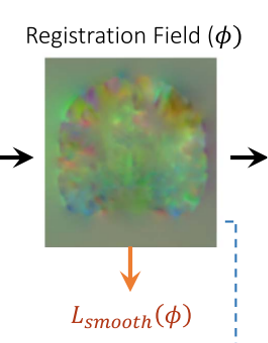 Registration Field (𝜙)
L_smooth(𝜙)